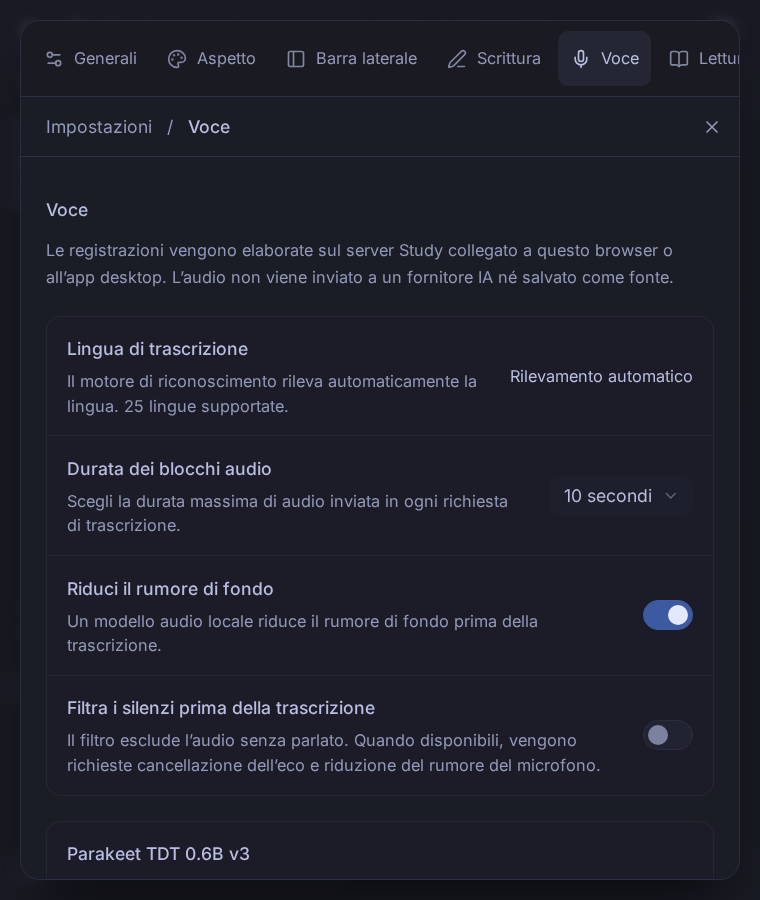 Generali
Aspetto
Barra laterale
Scrittura
Voce
Lettur
Impostazioni / Voce
Voce
Le registrazioni vengono elaborate sul server Study collegato a questo browser o
all’app desktop. L’audio non viene inviato a un fornitore IA né salvato come fonte.
Lingua di trascrizione
Il motore di riconoscimento rileva automaticamente la
lingua. 25 lingue supportate.
Rilevamento automatico
Durata dei blocchi audio
Scegli la durata massima di audio inviata in ogni richiesta
di trascrizione.
10 secondi
Riduci il rumore di fondo
Un modello audio locale riduce il rumore di fondo prima della
trascrizione.
Filtra i silenzi prima della trascrizione
Il filtro esclude l’audio senza parlato. Quando disponibili, vengono
richieste cancellazione dell’eco e riduzione del rumore del microfono.
Parakeet TDT 0.6B v3